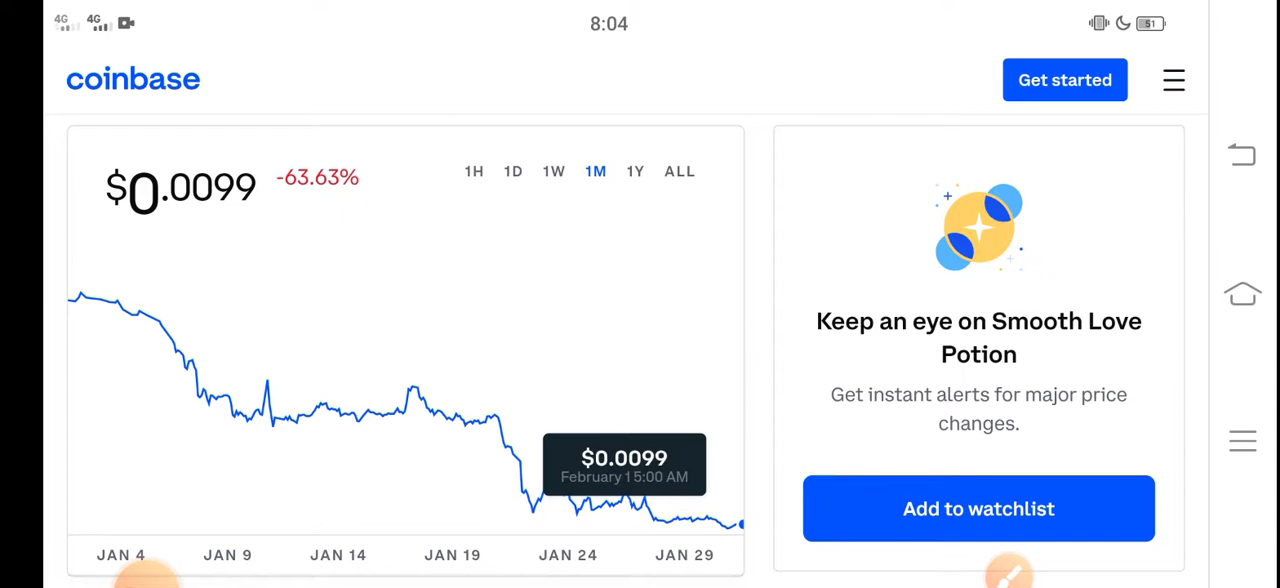 4G 4G 8:04 51
coinbase
Get started
$0.0099 -63.63%
1H 1D 1W 1M 1Y ALL
$0.0099
February 1 5:00 AM
JAN 4 JAN 9 JAN 14 JAN 19 JAN 24 JAN 29
Keep an eye on Smooth Love
Potion
Get instant alerts for major price
changes.
Add to watchlist